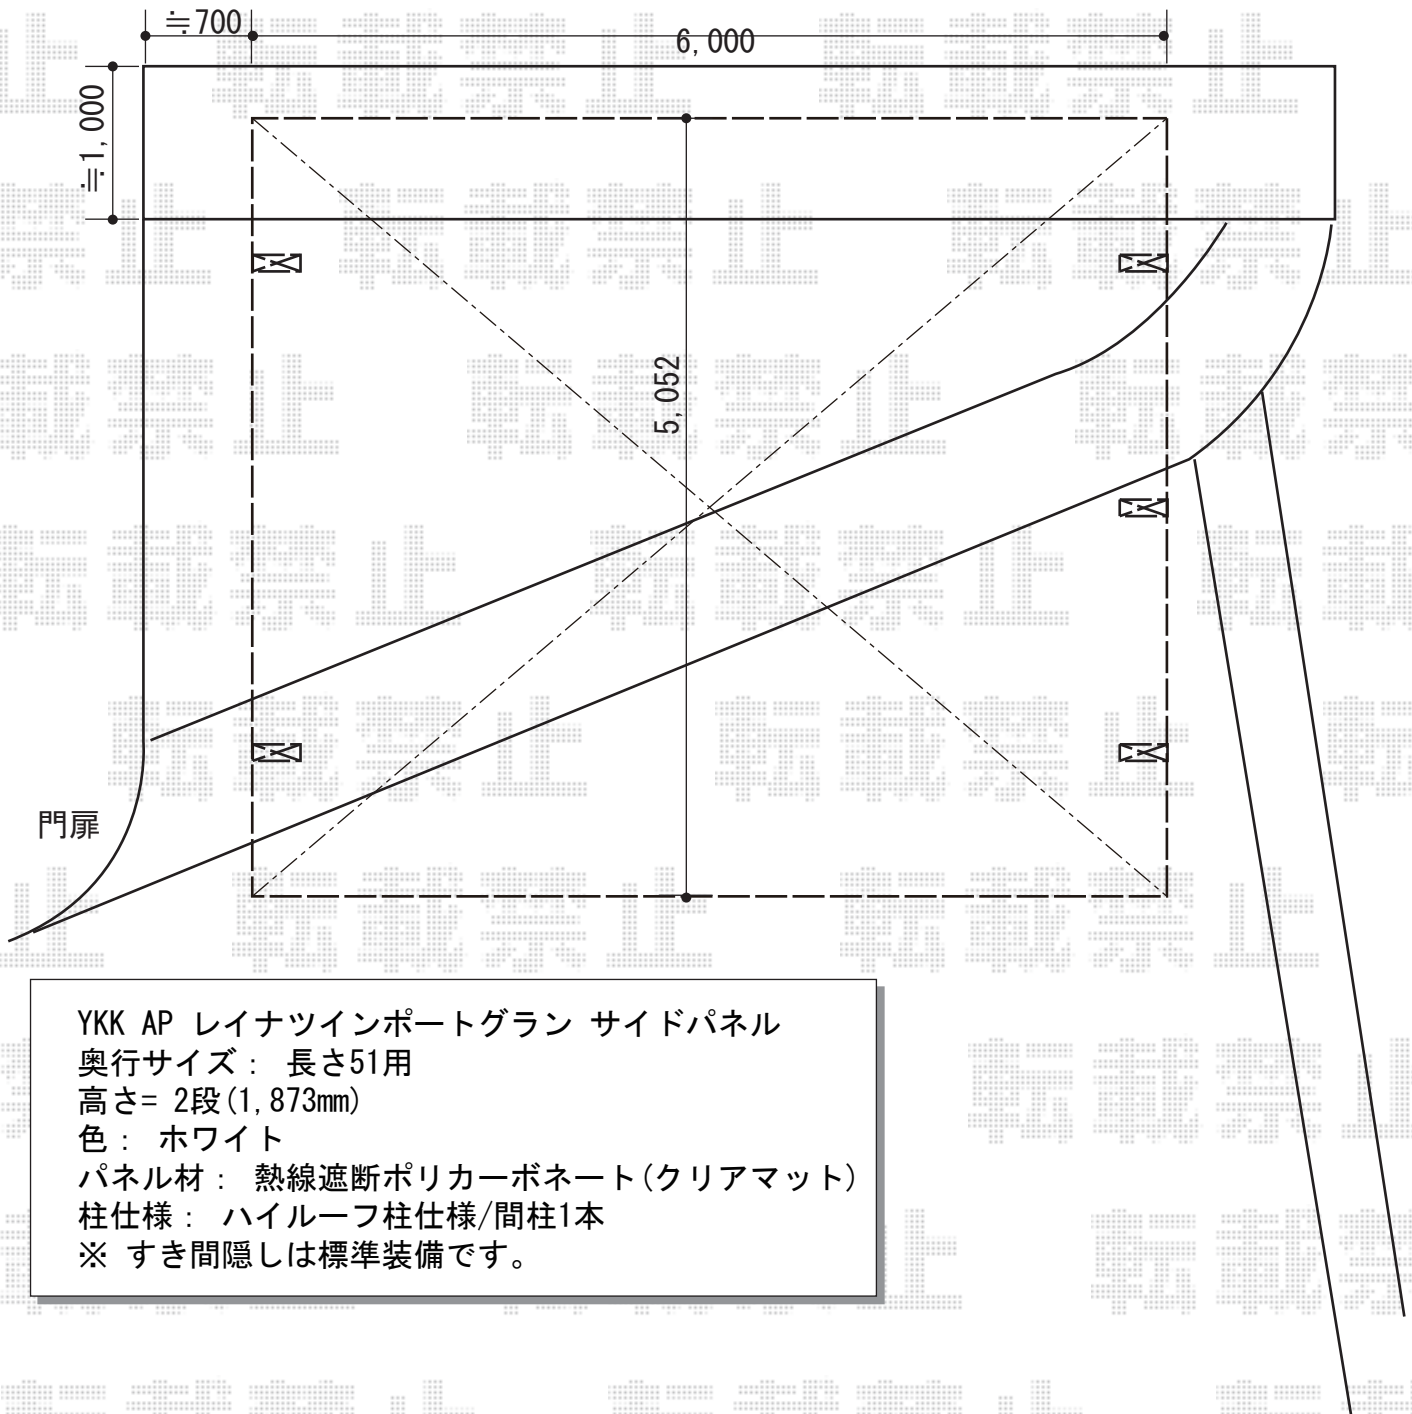 ≒700
6,000
≒1,000
5,052
門扉
YKK AP レイナツインポートグラン サイドパネル
奥行サイズ： 長さ51用
高さ= 2段(1,873mm)
色： ホワイト
パネル材： 熱線遮断ポリカーボネート(クリアマット)
柱仕様： ハイルーフ柱仕様/間柱1本
※ すき間隠しは標準装備です。
転載禁止